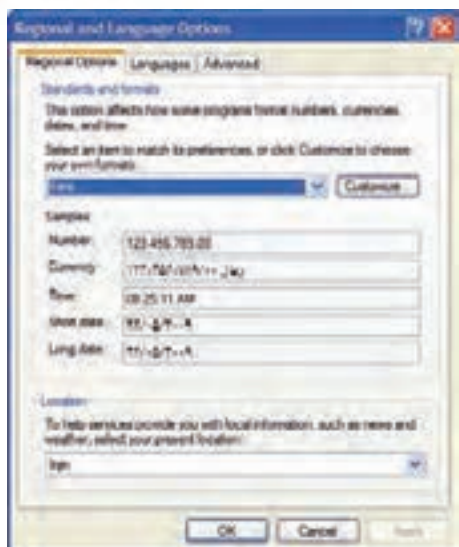 Regional and Language Options
Regional Options Languages Advanced
Standards and formats
This option affects how some programs format numbers, currencies,
dates, and time.
Select an item to match its preferences, or click Customize to choose
your own formats:
Customize...
Samples
Number: 123,456,789.00
Currency:
Time: 08:25:11 AM
Short date:
Long date:
Location
To help services provide you with local information, such as news and
weather, select your present location:
Iran
OK Cancel Apply